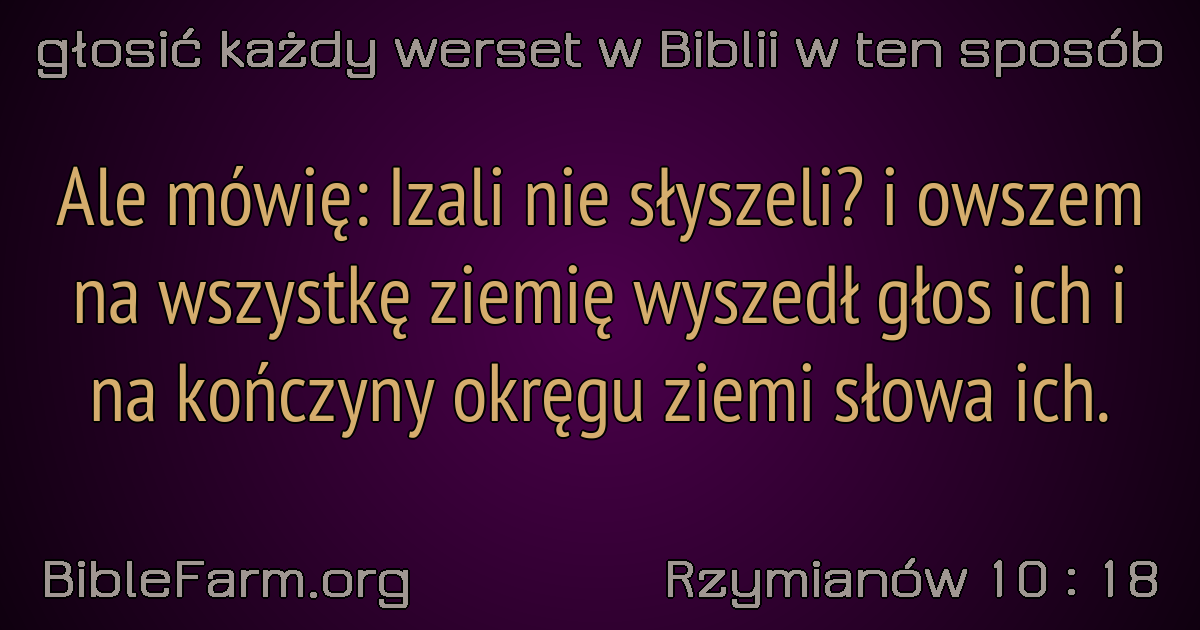 głosić każdy werset w Biblii w ten sposób
Ale mówię: Izali nie słyszeli? i owszem
na wszystkę ziemię wyszedł głos ich i
na kończyny okręgu ziemi słowa ich.
BibleFarm.org
Rzymianów 10 : 18